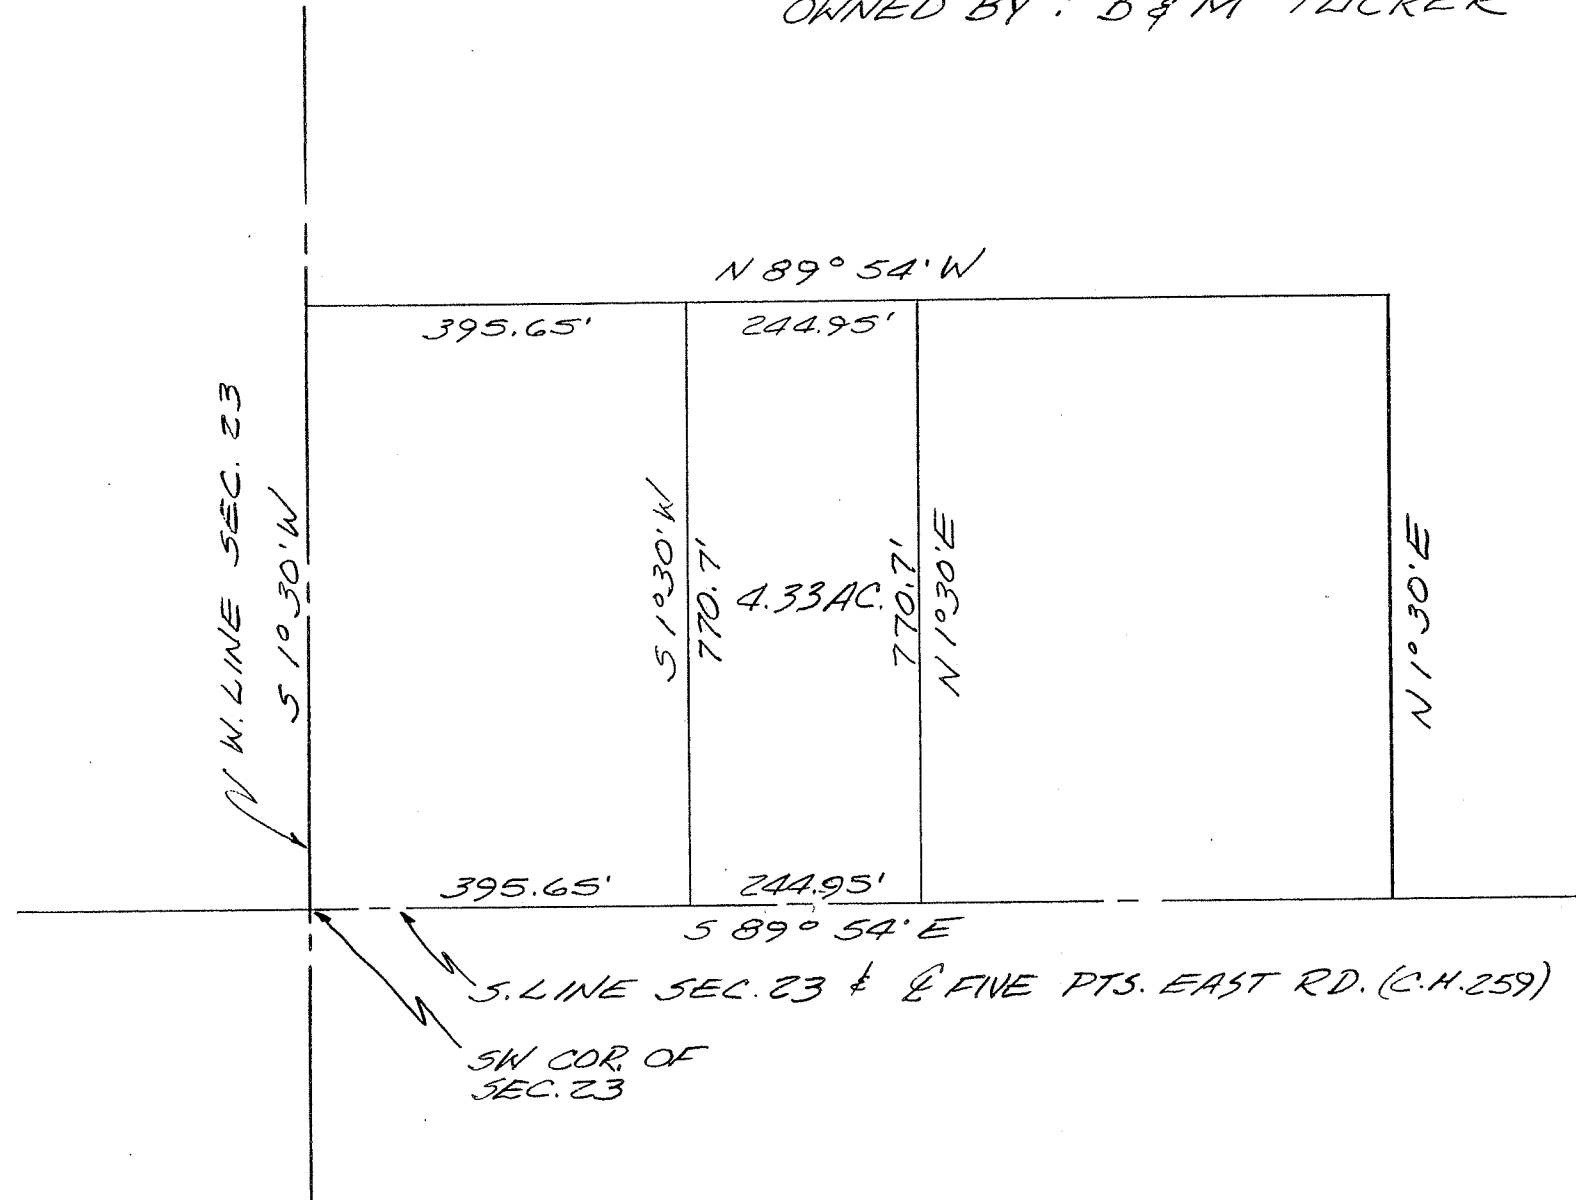 OWNED BY : B & M TUCKER
N 89° 54' W
395.65'
244.95'
W. LINE SEC. 23
S 1° 30' W
S 1° 30' W
770.7'
4.33 AC.
770.7'
N 1° 30' E
N 1° 30' E
395.65'
244.95'
S 89° 54' E
S. LINE SEC. 23 & ℄ FIVE PTS. EAST RD. (C.H. 259)
SW COR. OF
SEC. 23